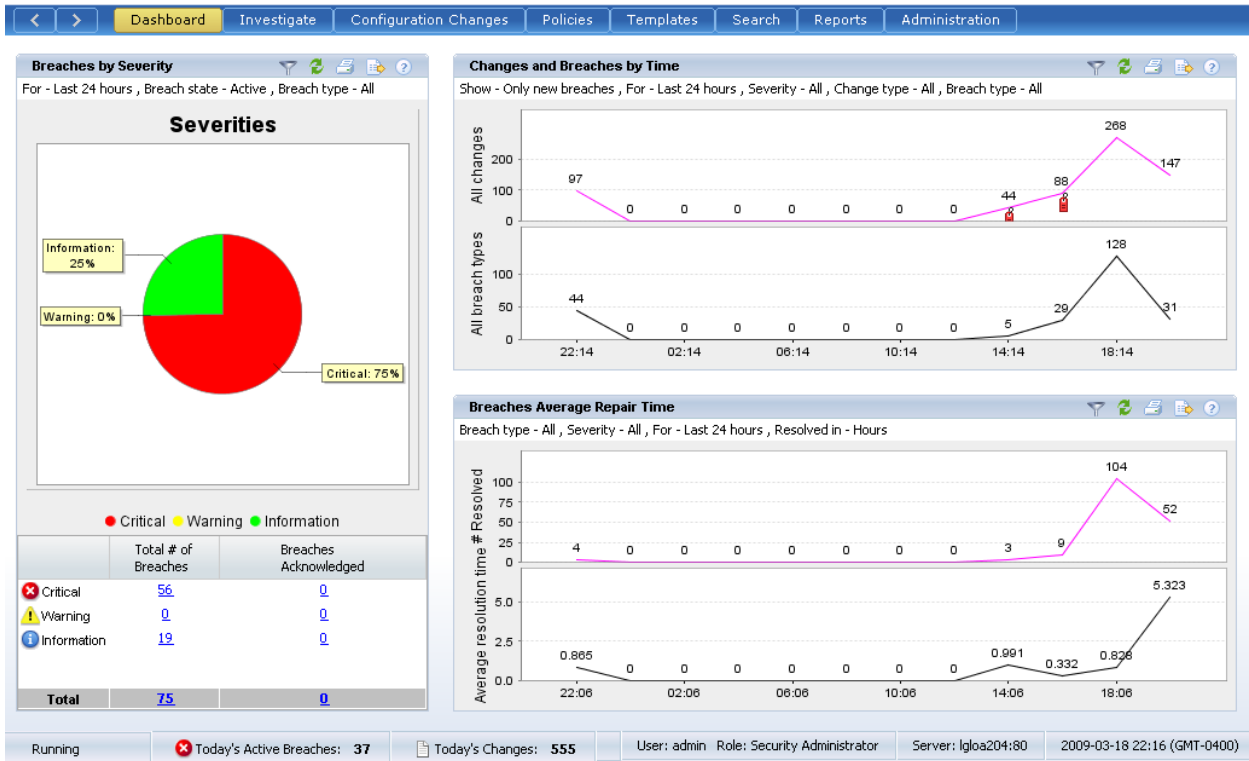 Dashboard Investigate Configuration Changes Policies Templates Search Reports Administration
Breaches by Severity
For - Last 24 hours , Breach state - Active , Breach type - All
Severities
Information:
25%
Warning: 0%
Critical: 75%
Critical Warning Information
Total # of Breaches Breaches Acknowledged
Critical 56 0
Warning 0 0
Information 19 0
Total 75 0
Changes and Breaches by Time
Show - Only new breaches , For - Last 24 hours , Severity - All , Change type - All , Breach type - All
All changes
200
100
0
97 0 0 0 0 0 0 0 44 88 268 147
All breach types
100
50
0
44 0 0 0 0 0 0 0 5 29 128 31
22:14 02:14 06:14 10:14 14:14 18:14
Breaches Average Repair Time
Breach type - All , Severity - All , For - Last 24 hours , Resolved in - Hours
# Resolved
100
75
50
25
0
4 0 0 0 0 0 0 0 3 9 104 52
Average resolution time
5.0
2.5
0.0
0.865 0 0 0 0 0 0 0 0.991 0.332 0.828 5.323
22:06 02:06 06:06 10:06 14:06 18:06
Running
Today's Active Breaches: 37
Today's Changes: 555
User: admin Role: Security Administrator
Server: lgloa204:80
2009-03-18 22:16 (GMT-0400)